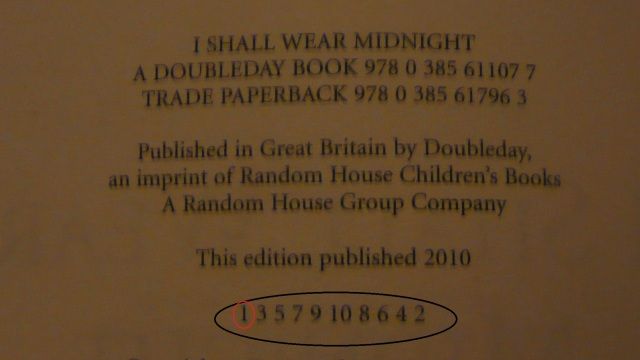 I SHALL WEAR MIDNIGHT
A DOUBLEDAY BOOK 978 0 385 61107 7
TRADE PAPERBACK 978 0 385 61796 3
Published in Great Britain by Doubleday,
an imprint of Random House Children's Books
A Random House Group Company
This edition published 2010
1 3 5 7 9 10 8 6 4 2